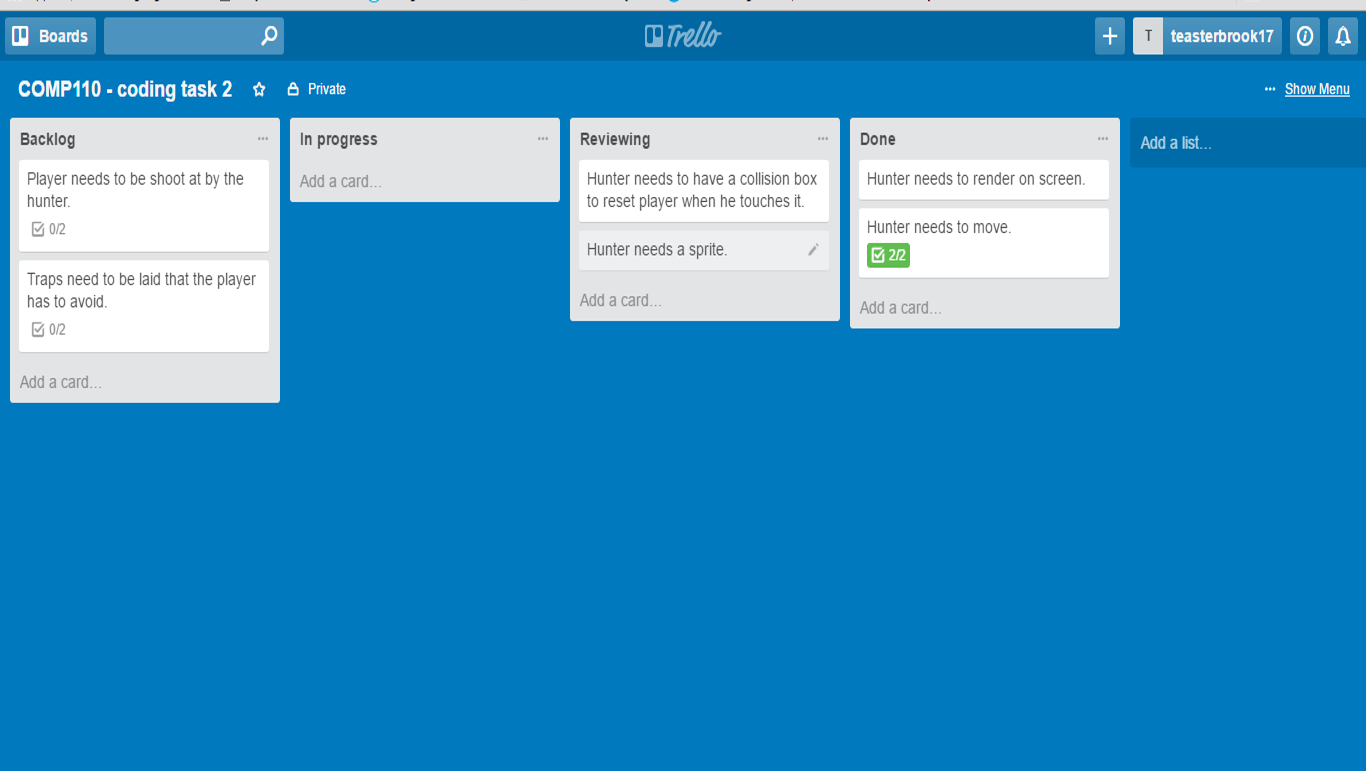 Boards
Trello
T teasterbrook17
COMP110 - coding task 2
Private
... Show Menu
Backlog ...
Player needs to be shoot at by the
hunter.
0/2
Traps need to be laid that the player
has to avoid.
0/2
Add a card...
In progress ...
Add a card...
Reviewing ...
Hunter needs to have a collision box
to reset player when he touches it.
Hunter needs a sprite.
Add a card...
Done ...
Hunter needs to render on screen.
Hunter needs to move.
2/2
Add a card...
Add a list...